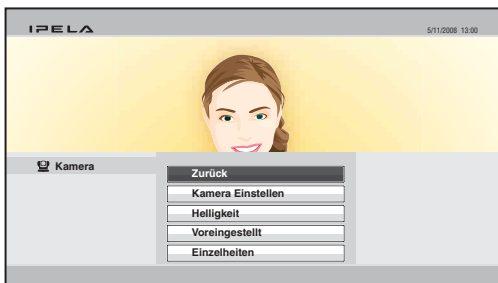 IPELA
5/11/2008 13:00
Kamera
Zurück
Kamera Einstellen
Helligkeit
Voreingestellt
Einzelheiten